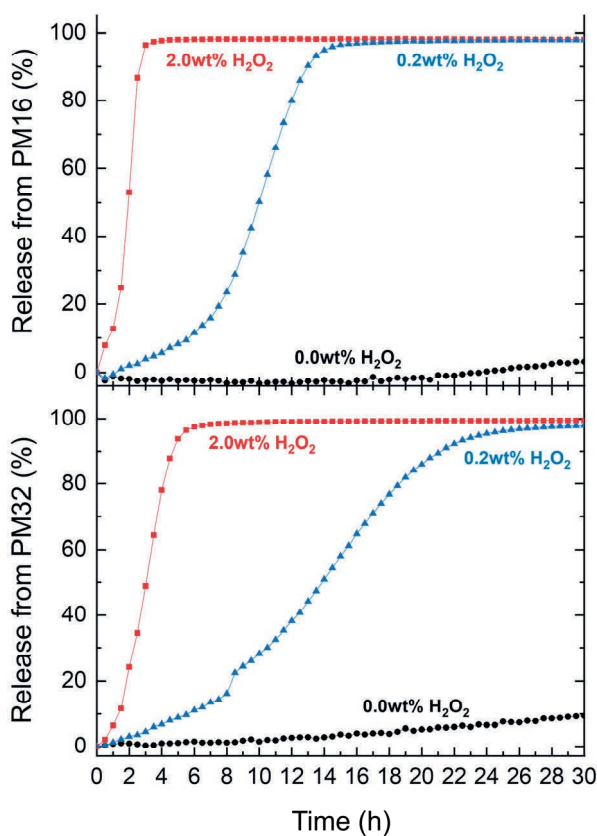 Release from PM16 (%)
100
80
60
40
20
0
2.0wt% H₂O₂
0.2wt% H₂O₂
0.0wt% H₂O₂
Release from PM32 (%)
100
80
60
40
20
0
2.0wt% H₂O₂
0.2wt% H₂O₂
0.0wt% H₂O₂
0 2 4 6 8 10 12 14 16 18 20 22 24 26 28 30
Time (h)